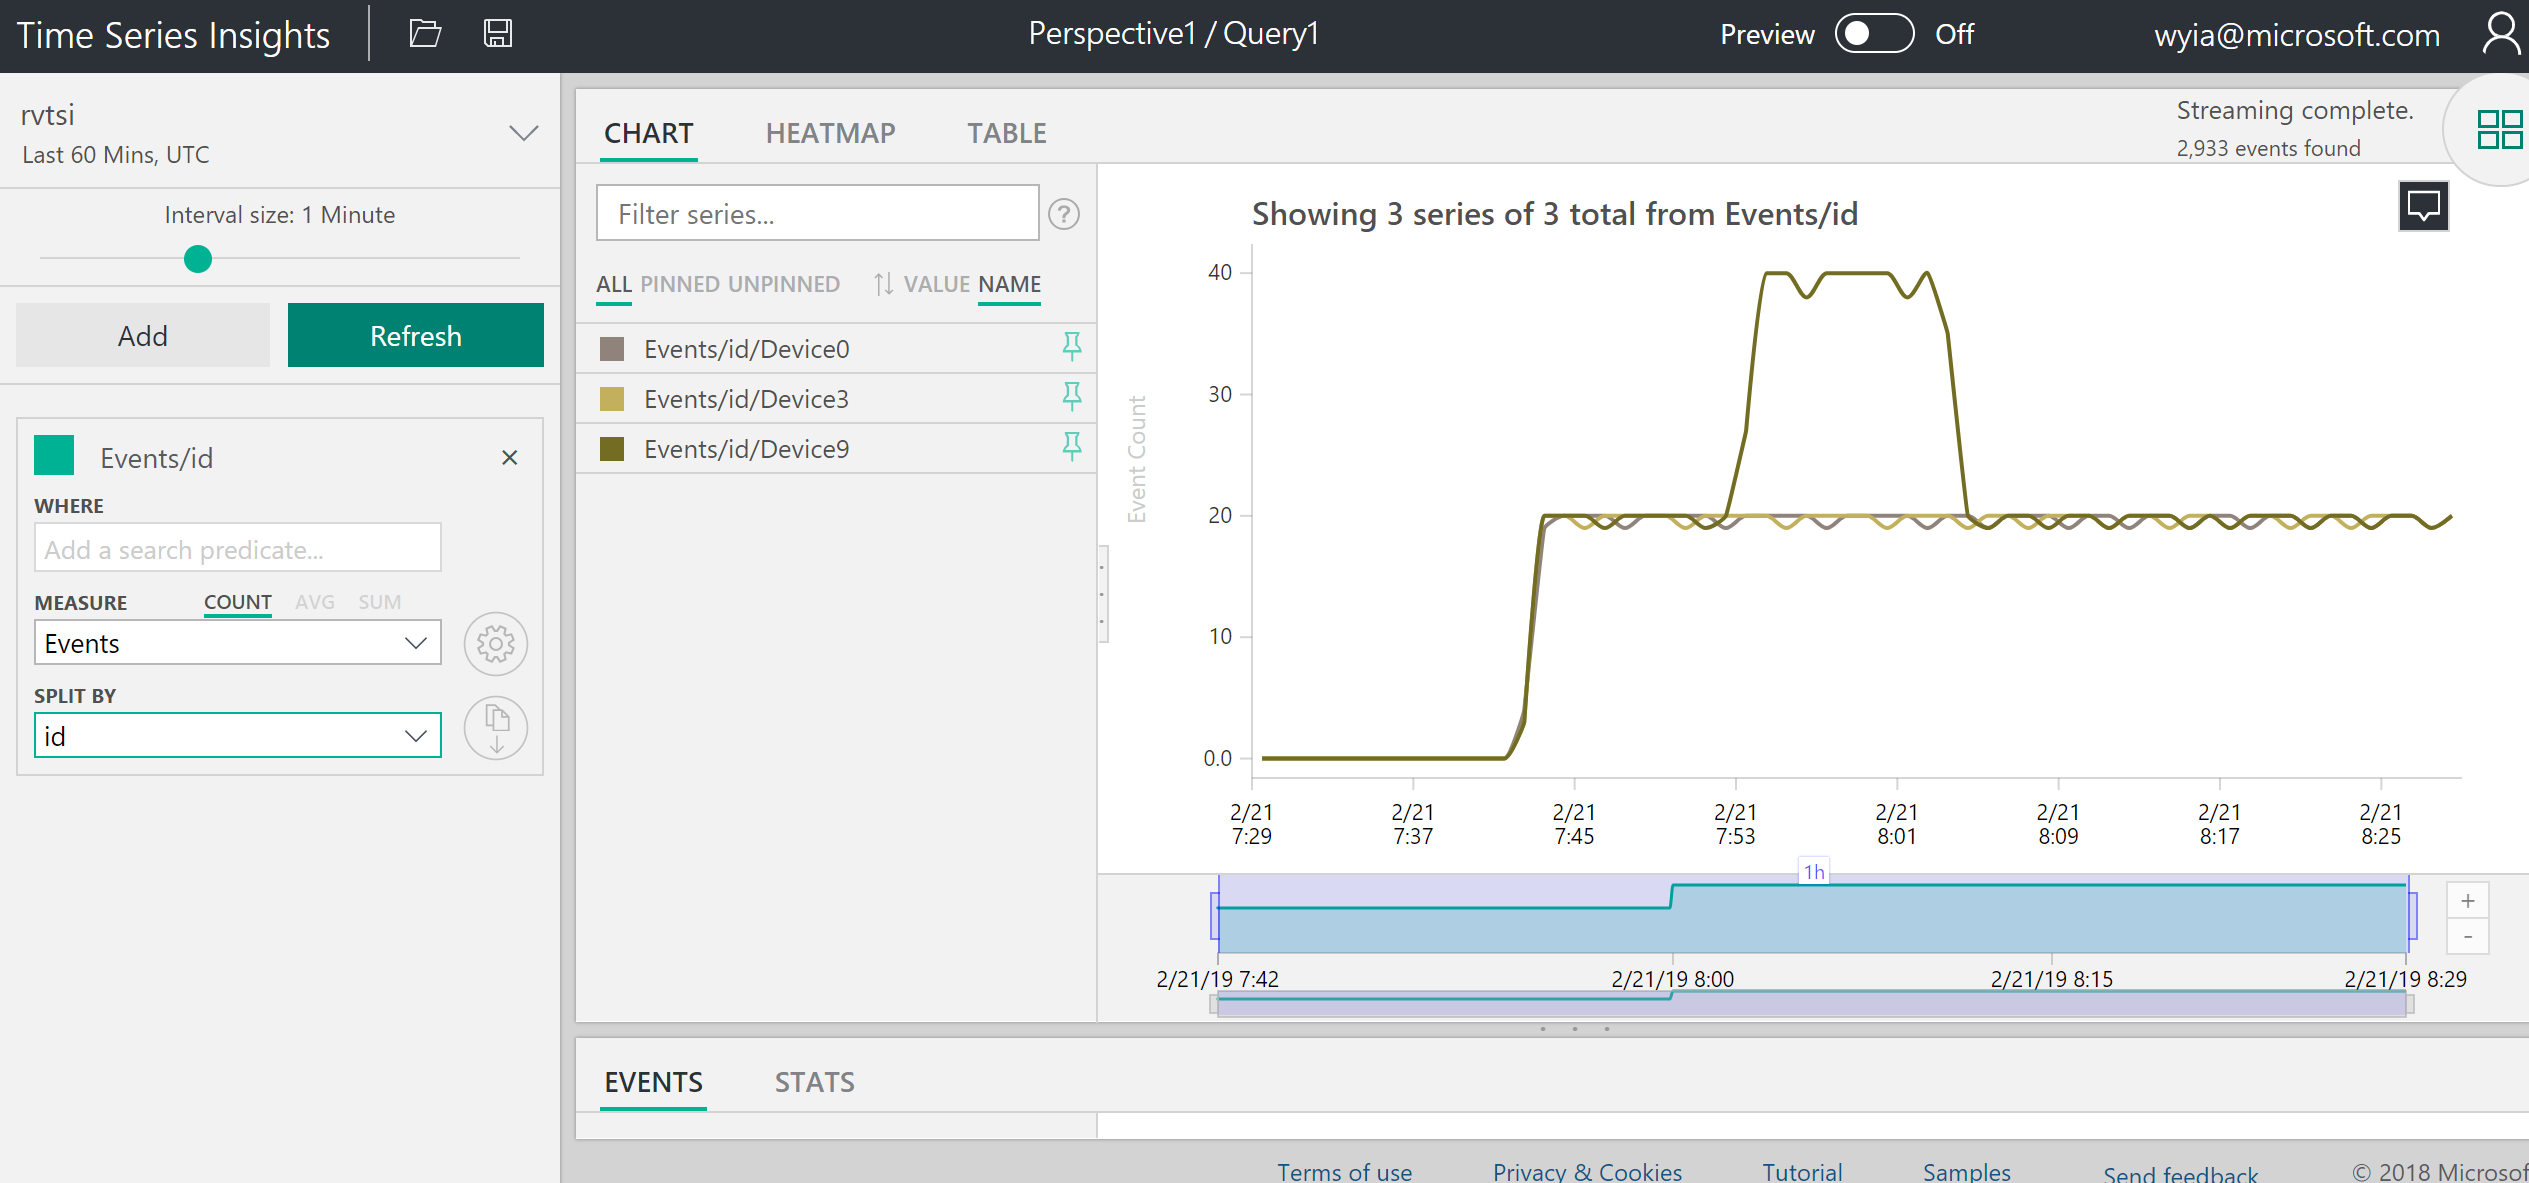 Time Series Insights
Perspective1 / Query1
Preview Off
wyia@microsoft.com
rvtsi
Last 60 Mins, UTC
Interval size: 1 Minute
Add Refresh
Events/id ×
WHERE
Add a search predicate...
MEASURE COUNT AVG SUM
Events
SPLIT BY
id
CHART HEATMAP TABLE
Streaming complete.
2,933 events found
Filter series... ?
ALL PINNED UNPINNED VALUE NAME
Events/id/Device0
Events/id/Device3
Events/id/Device9
Showing 3 series of 3 total from Events/id
Event Count
40
30
20
10
0.0
2/21 2/21 2/21 2/21 2/21 2/21 2/21 2/21
7:29 7:37 7:45 7:53 8:01 8:09 8:17 8:25
1h
+
-
2/21/19 7:42 2/21/19 8:00 2/21/19 8:15 2/21/19 8:29
EVENTS STATS
Terms of use Privacy & Cookies Tutorial Samples Send feedback © 2018 Microsof